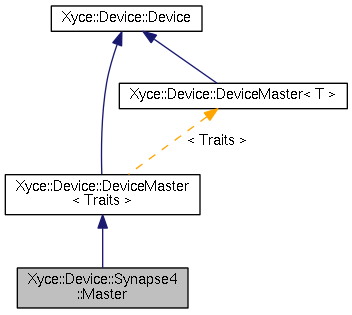 Xyce::Device::Device
Xyce::Device::DeviceMaster< T >
< Traits >
Xyce::Device::DeviceMaster
< Traits >
Xyce::Device::Synapse4
::Master